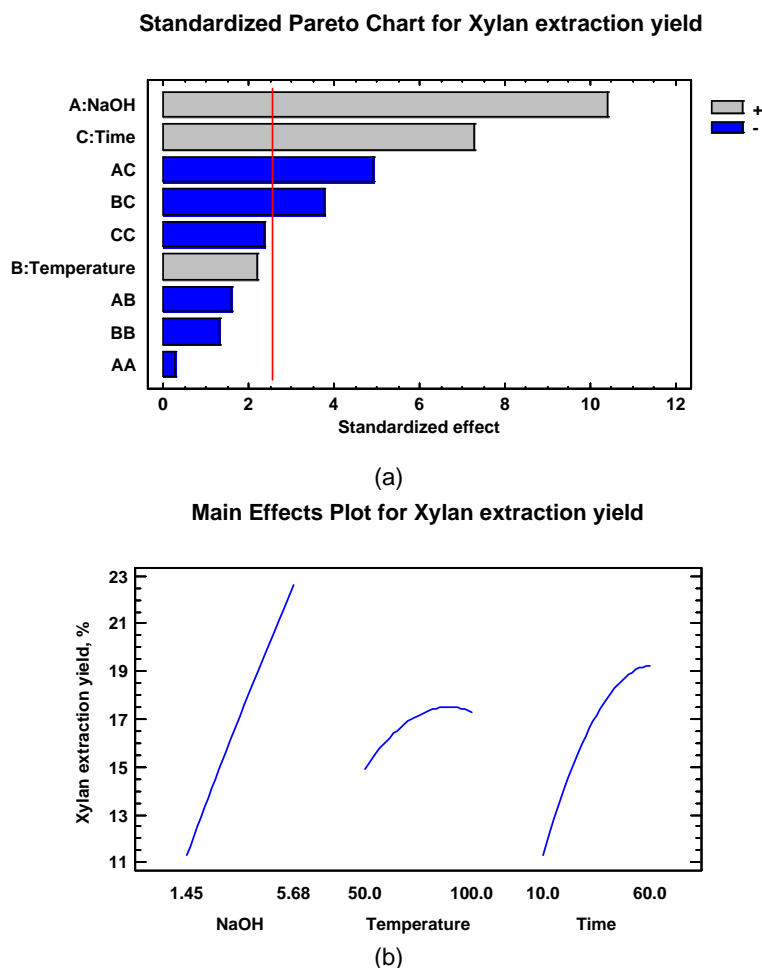 Standardized Pareto Chart for Xylan extraction yield
A:NaOH
C:Time
AC
BC
CC
B:Temperature
AB
BB
AA
+
-
0 2 4 6 8 10 12
Standardized effect
(a)
Main Effects Plot for Xylan extraction yield
Xylan extraction yield, %
23
21
19
17
15
13
11
1.45 5.68 50.0 100.0 10.0 60.0
NaOH Temperature Time
(b)